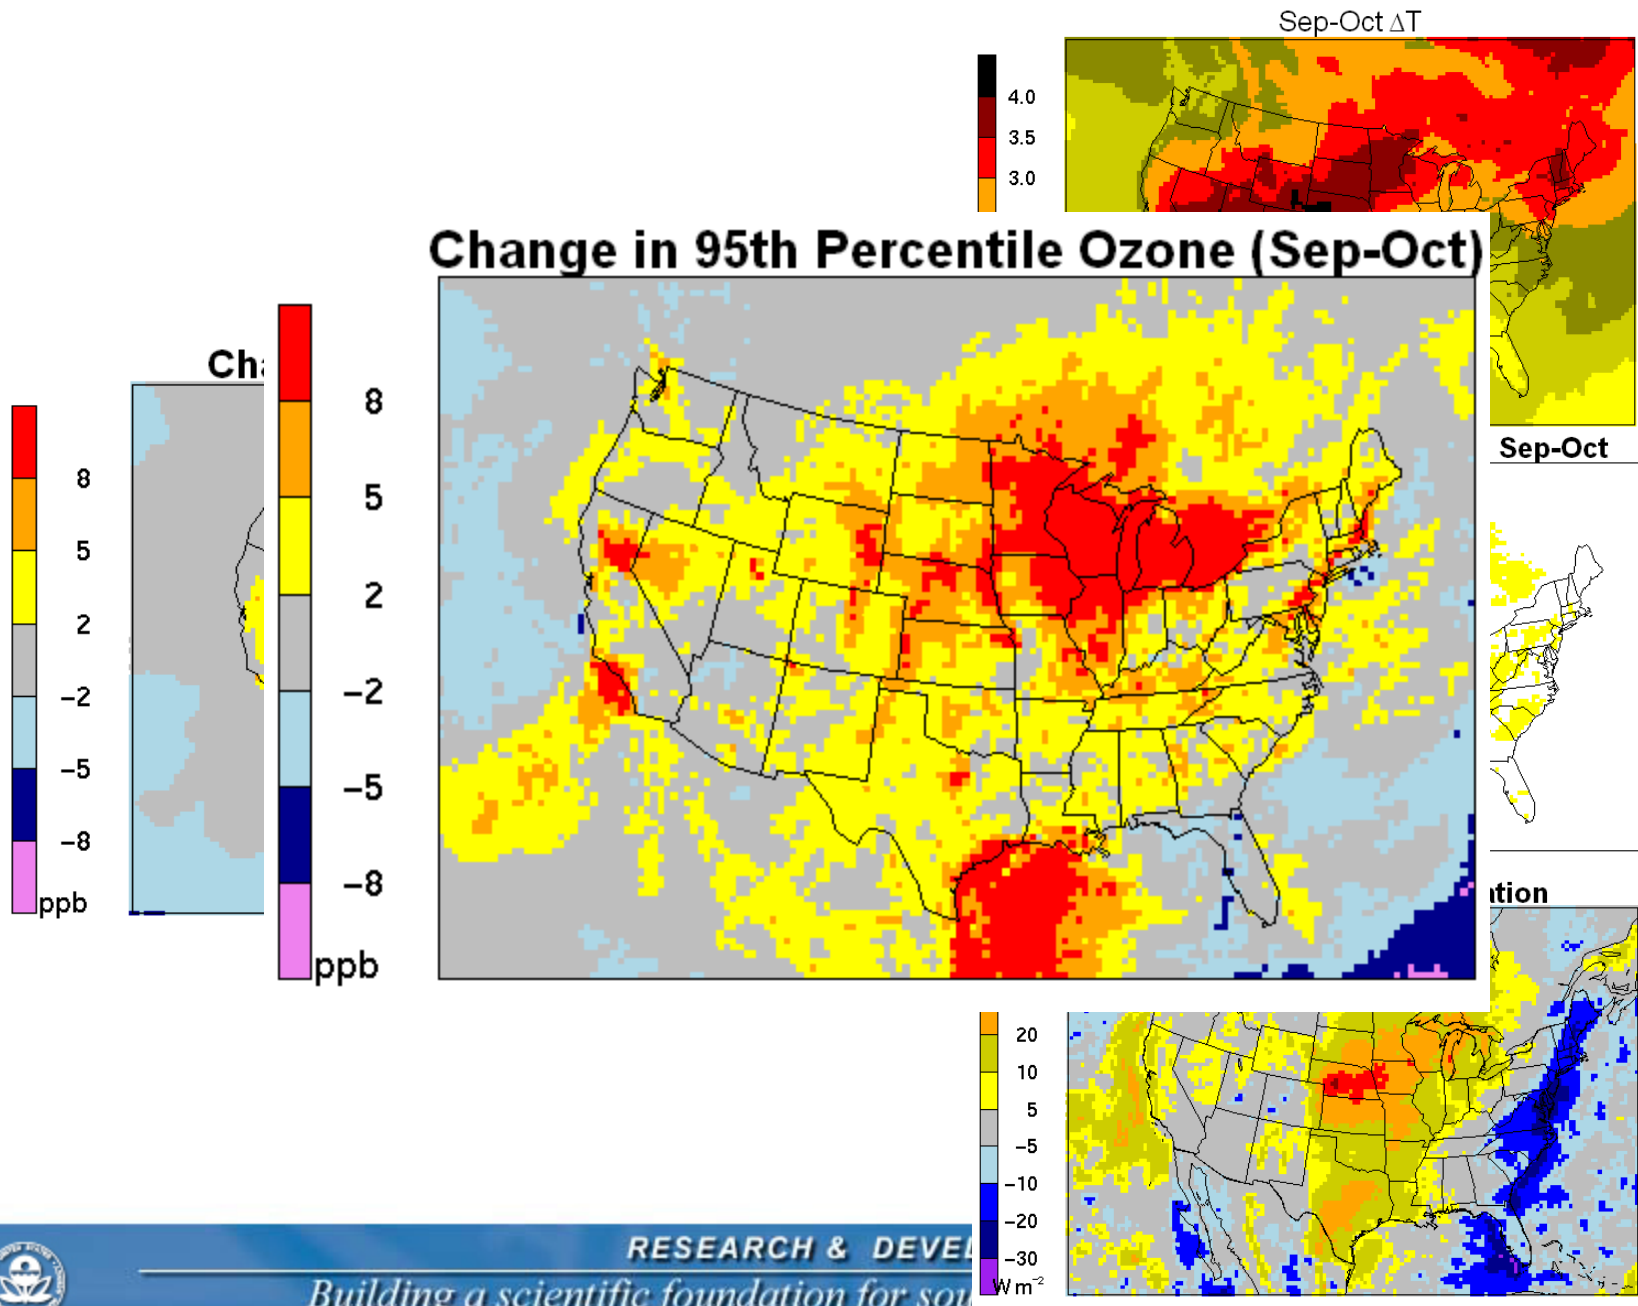 Sep-Oct ΔT
4.0
3.5
3.0
Change in 95th Percentile Ozone (Sep-Oct)
8
5
2
−2
−5
−8
ppb
8
5
2
−2
−5
−8
ppb
Sep-Oct
20
10
5
−5
−10
−20
−30
W m⁻²
RESEARCH &
Building a scientific foundation for